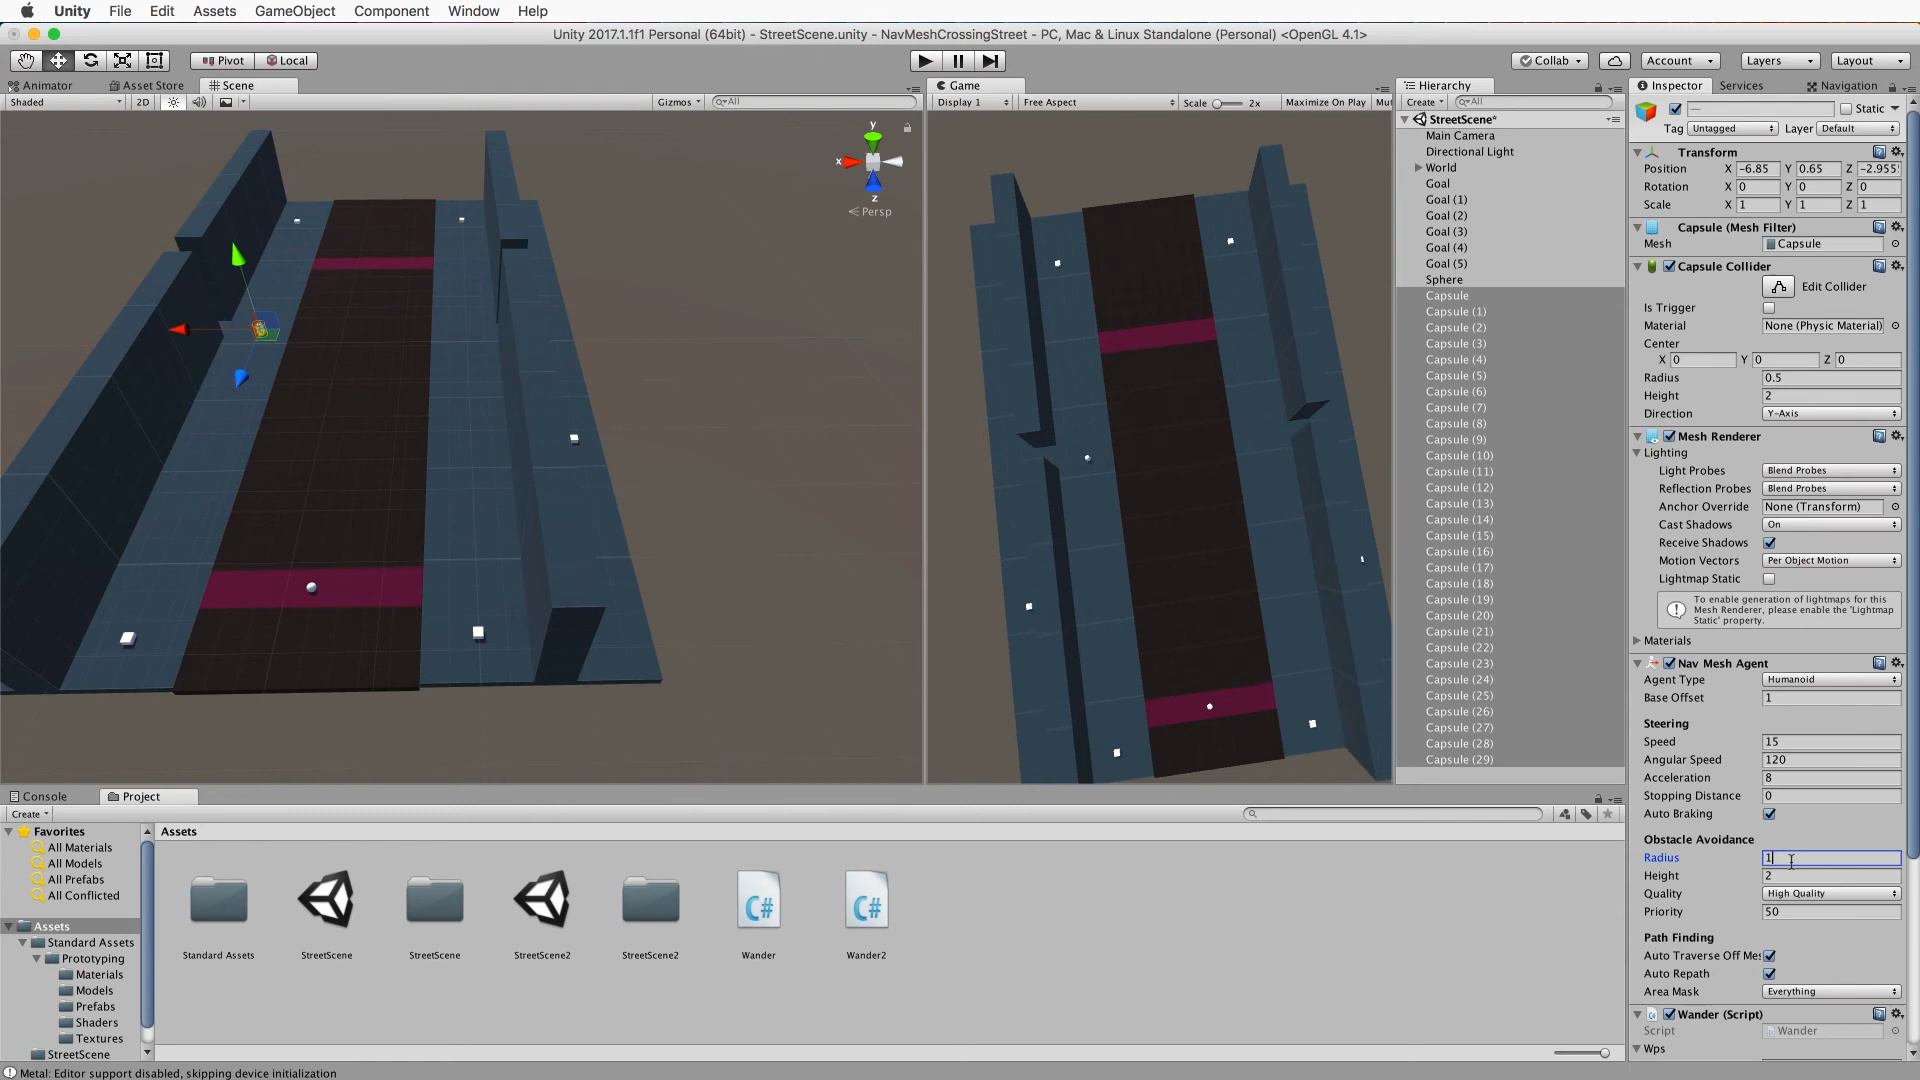 Unity File Edit Assets GameObject Component Window Help
Unity 2017.1.1f1 Personal (64bit) - StreetScene.unity - NavMeshCrossingStreet - PC, Mac & Linux Standalone (Personal) <OpenGL 4.1>
Pivot Local Collab Account Layers Layout
Animator Asset Store Scene
Shaded 2D Gizmos All
y
x
z
Persp
Game
Display 1 Free Aspect Scale 2x Maximize On Play Mut
Hierarchy
Create All
StreetScene*
Main Camera
Directional Light
World
Goal
Goal (1)
Goal (2)
Goal (3)
Goal (4)
Goal (5)
Sphere
Capsule
Capsule (1)
Capsule (2)
Capsule (3)
Capsule (4)
Capsule (5)
Capsule (6)
Capsule (7)
Capsule (8)
Capsule (9)
Capsule (10)
Capsule (11)
Capsule (12)
Capsule (13)
Capsule (14)
Capsule (15)
Capsule (16)
Capsule (17)
Capsule (18)
Capsule (19)
Capsule (20)
Capsule (21)
Capsule (22)
Capsule (23)
Capsule (24)
Capsule (25)
Capsule (26)
Capsule (27)
Capsule (28)
Capsule (29)
Inspector Services Navigation
— Static
Tag Untagged Layer Default
Transform
Position X -6.85 Y 0.65 Z -2.955
Rotation X 0 Y 0 Z 0
Scale X 1 Y 1 Z 1
Capsule (Mesh Filter)
Mesh Capsule
Capsule Collider
Edit Collider
Is Trigger
Material None (Physic Material)
Center
X 0 Y 0 Z 0
Radius 0.5
Height 2
Direction Y-Axis
Mesh Renderer
Lighting
Light Probes Blend Probes
Reflection Probes Blend Probes
Anchor Override None (Transform)
Cast Shadows On
Receive Shadows
Motion Vectors Per Object Motion
Lightmap Static
To enable generation of lightmaps for this
Mesh Renderer, please enable the 'Lightmap
Static' property.
Materials
Nav Mesh Agent
Agent Type Humanoid
Base Offset 1
Steering
Speed 15
Angular Speed 120
Acceleration 8
Stopping Distance 0
Auto Braking
Obstacle Avoidance
Radius 1
Height 2
Quality High Quality
Priority 50
Path Finding
Auto Traverse Off Mes
Auto Repath
Area Mask Everything
Wander (Script)
Script Wander
Wps
Console Project
Create
Favorites
All Materials
All Models
All Prefabs
All Conflicted
Assets
Standard Assets
Prototyping
Materials
Models
Prefabs
Shaders
Textures
StreetScene
Assets
C# C#
Standard Assets StreetScene StreetScene StreetScene2 StreetScene2 Wander Wander2
Metal: Editor support disabled, skipping device initialization